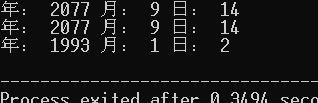 年： 2077 月： 9 日： 14
年： 2077 月： 9 日： 14
年： 1993 月： 1 日： 2
--------------------------------
Process exited after 0.3494 seco